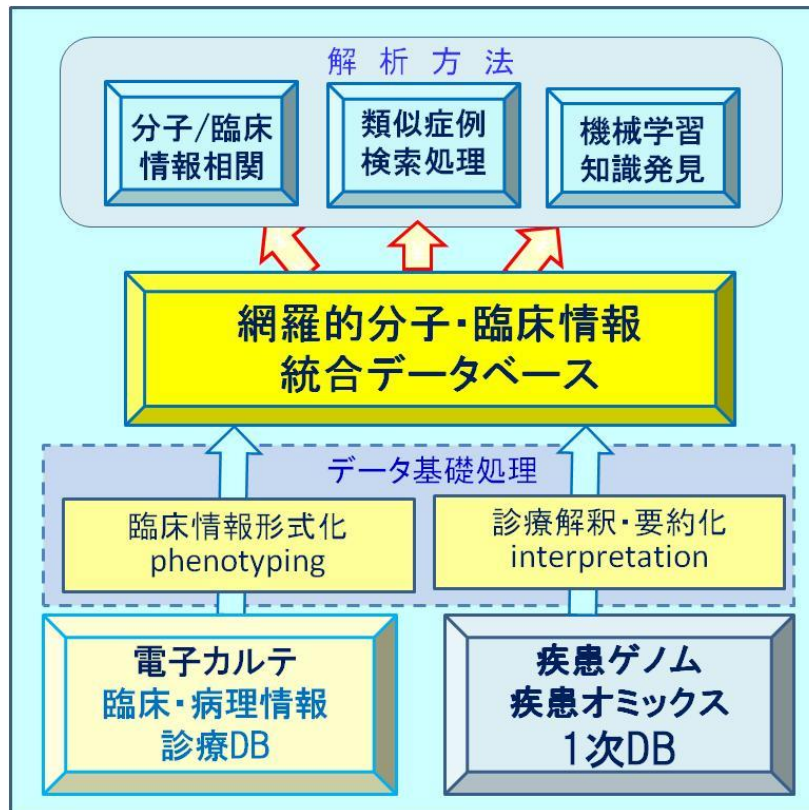 解析方法
分子/臨床
情報相関
類似症例
検索処理
機械学習
知識発見
網羅的分子・臨床情報
統合データベース
データ基礎処理
臨床情報形式化
phenotyping
診療解釈・要約化
interpretation
電子カルテ
臨床・病理情報
診療DB
疾患ゲノム
疾患オミックス
1次DB